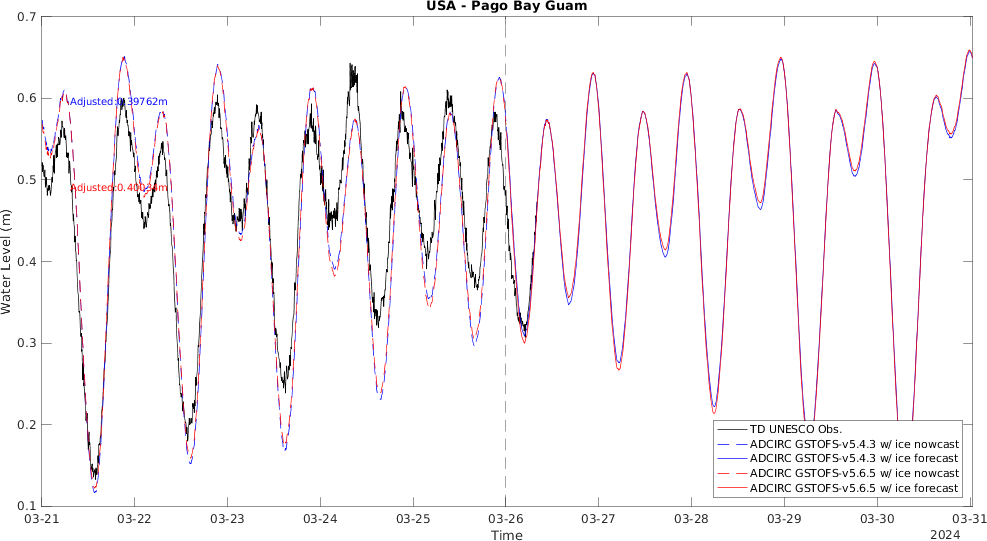 USA - Pago Bay Guam
0.7
0.6
0.5
0.4
0.3
0.2
0.1
Water Level (m)
Adjusted:
Adjusted:0.40
TD UNESCO Obs.
ADCIRC GSTOFS-v5.4.3 w/ ice nowcast
ADCIRC GSTOFS-v5.4.3 w/ ice forecast
ADCIRC GSTOFS-v5.6.5 w/ ice nowcast
ADCIRC GSTOFS-v5.6.5 w/ ice forecast
03-21 03-22 03-23 03-24 03-25 03-26 03-27 03-28 03-29 03-30 03-31
Time
2024